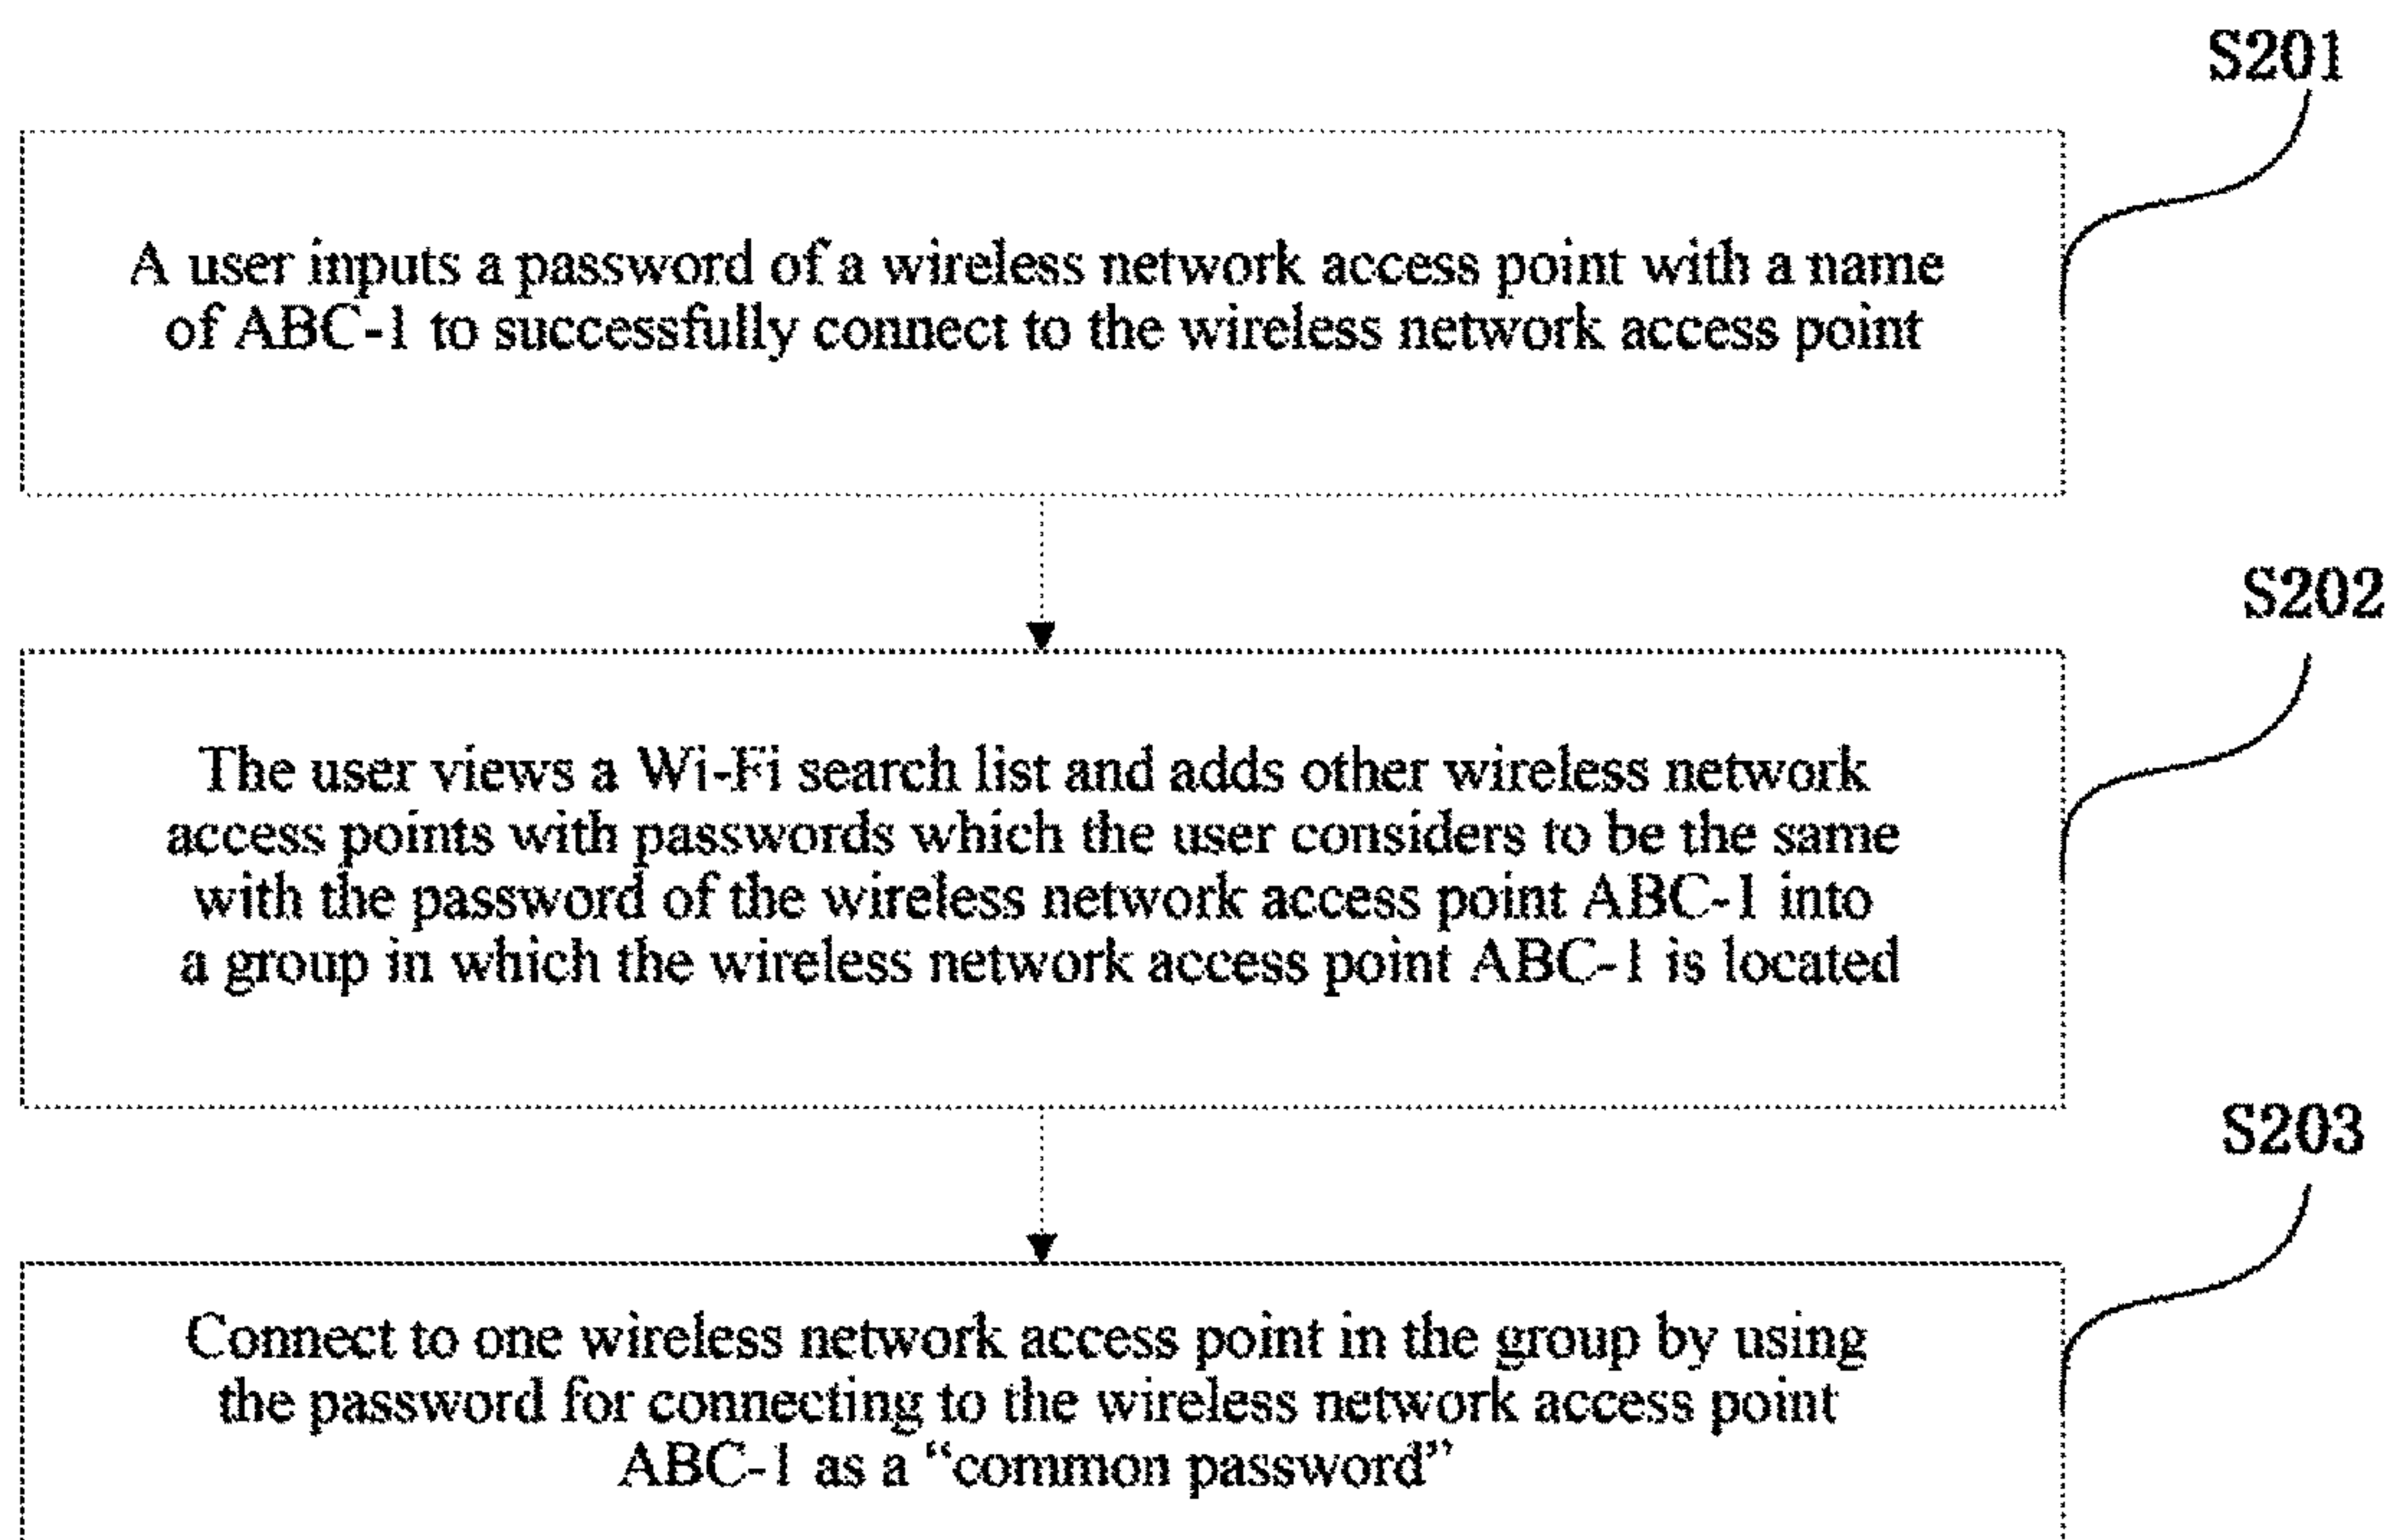 S201
A user inputs a password of a wireless network access point with a name
of ABC-1 to successfully connect to the wireless network access point
S202
The user views a Wi-Fi search list and adds other wireless network
access points with passwords which the user considers to be the same
with the password of the wireless network access point ABC-1 into
a group in which the wireless network access point ABC-1 is located
S203
Connect to one wireless network access point in the group by using
the password for connecting to the wireless network access point
ABC-1 as a “common password”